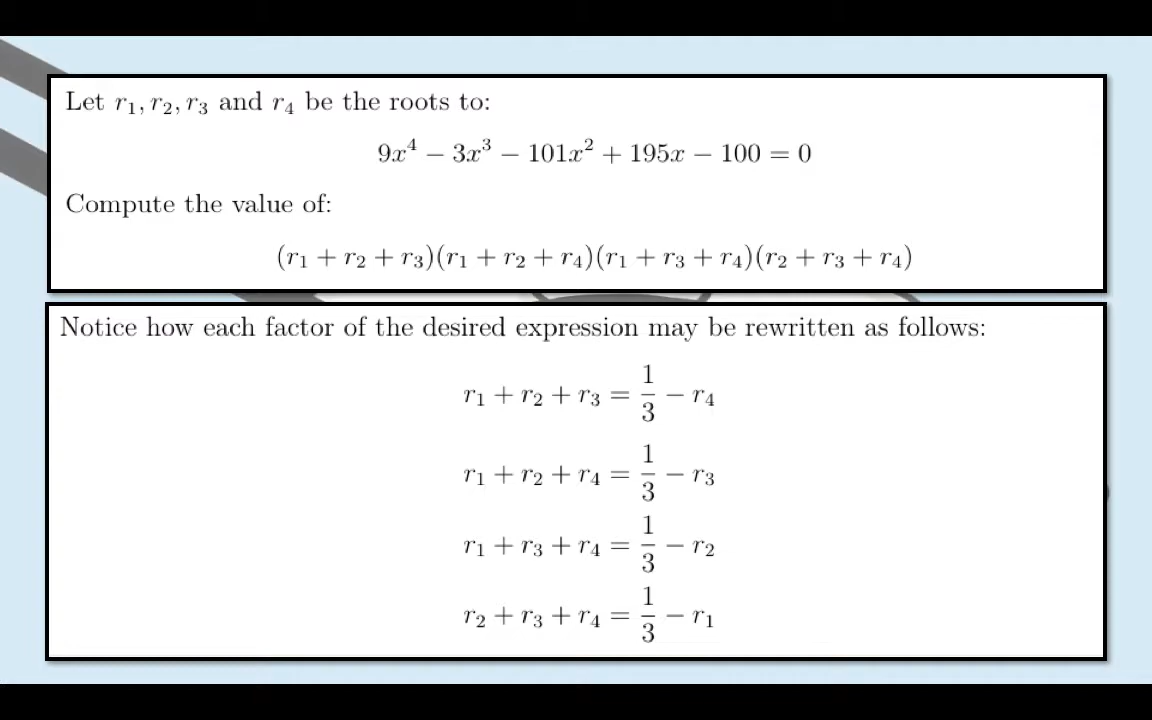 Let r₁, r₂, r₃ and r₄ be the roots to:
9x⁴ − 3x³ − 101x² + 195x − 100 = 0
Compute the value of:
(r₁ + r₂ + r₃)(r₁ + r₂ + r₄)(r₁ + r₃ + r₄)(r₂ + r₃ + r₄)
Notice how each factor of the desired expression may be rewritten as follows:
r₁ + r₂ + r₃ = 1/3 − r₄
r₁ + r₂ + r₄ = 1/3 − r₃
r₁ + r₃ + r₄ = 1/3 − r₂
r₂ + r₃ + r₄ = 1/3 − r₁